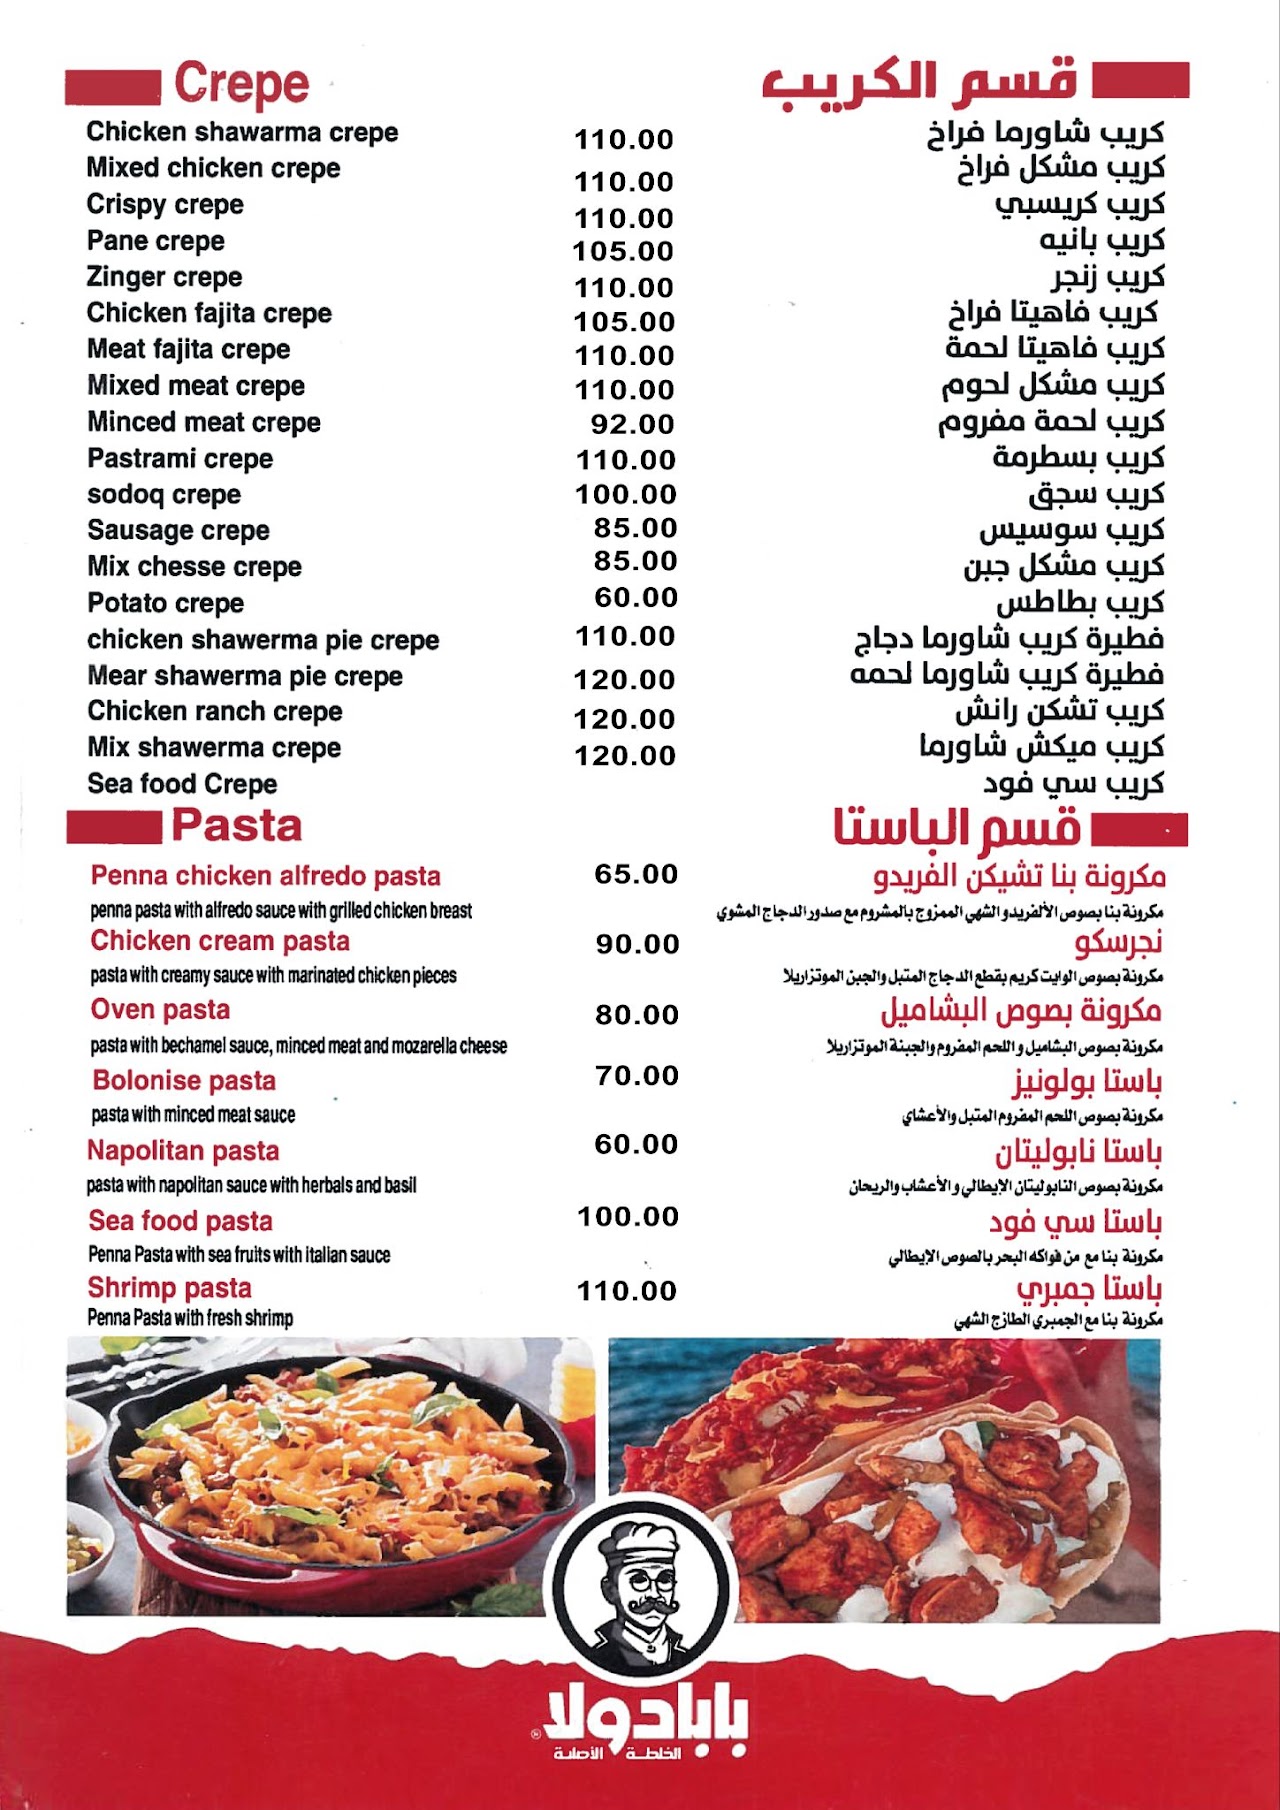 Crepe قسم الكريب
Chicken shawarma crepe 110.00 كريب شاورما فراخ
Mixed chicken crepe 110.00 كريب مشكل فراخ
Crispy crepe 110.00 كريب كريسبي
Pane crepe 105.00 كريب بانيه
Zinger crepe 110.00 كريب زنجر
Chicken fajita crepe 105.00 كريب فاهيتا فراخ
Meat fajita crepe 110.00 كريب فاهيتا لحمة
Mixed meat crepe 110.00 كريب مشكل لحوم
Minced meat crepe 92.00 كريب لحمة مفروم
Pastrami crepe 110.00 كريب بسطرمة
sodoq crepe 100.00 كريب سجق
Sausage crepe 85.00 كريب سوسيس
Mix chesse crepe 85.00 كريب مشكل جبن
Potato crepe 60.00 كريب بطاطس
chicken shawerma pie crepe 110.00 فطيرة كريب شاورما دجاج
Mear shawerma pie crepe 120.00 فطيرة كريب شاورما لحمه
Chicken ranch crepe 120.00 كريب تشكن رانش
Mix shawerma crepe 120.00 كريب ميكش شاورما
Sea food Crepe كريب سي فود
Pasta قسم الباستا
Penna chicken alfredo pasta 65.00 مكرونة بنا تشيكن الفريدو
penna pasta with alfredo sauce with grilled chicken breast مكرونة بنا بصوص الألفريدو الشهي الممزوج بالمشروم مع صدور الدجاج المشوي
Chicken cream pasta 90.00 نجرسكو
pasta with creamy sauce with marinated chicken pieces مكرونة بصوص الوايت كريم بقطع الدجاج المتبل والجبن الموتزاريلا
Oven pasta 80.00 مكرونة بصوص البشاميل
pasta with bechamel sauce, minced meat and mozarella cheese مكرونة بصوص البشاميل و اللحم المفروم والجبنة الموتزاريلا
Bolonise pasta 70.00 باستا بولونيز
pasta with minced meat sauce مكرونة بصوص اللحم المفروم المتبل والأعشاي
Napolitan pasta 60.00 باستا نابوليتان
pasta with napolitan sauce with herbals and basil مكرونة بصوص النابوليتان الإيطالي و الأعشاب والريحان
Sea food pasta 100.00 باستا سي فود
Penna Pasta with sea fruits with italian sauce مكرونة بنا مع من فواكه البحر بالصوص الإيطالي
Shrimp pasta 110.00 باستا جمبري
Penna Pasta with fresh shrimp مكرونة بنا مع الجمبري الطازج الشهي
بابادولا
الخلطة الأصلية